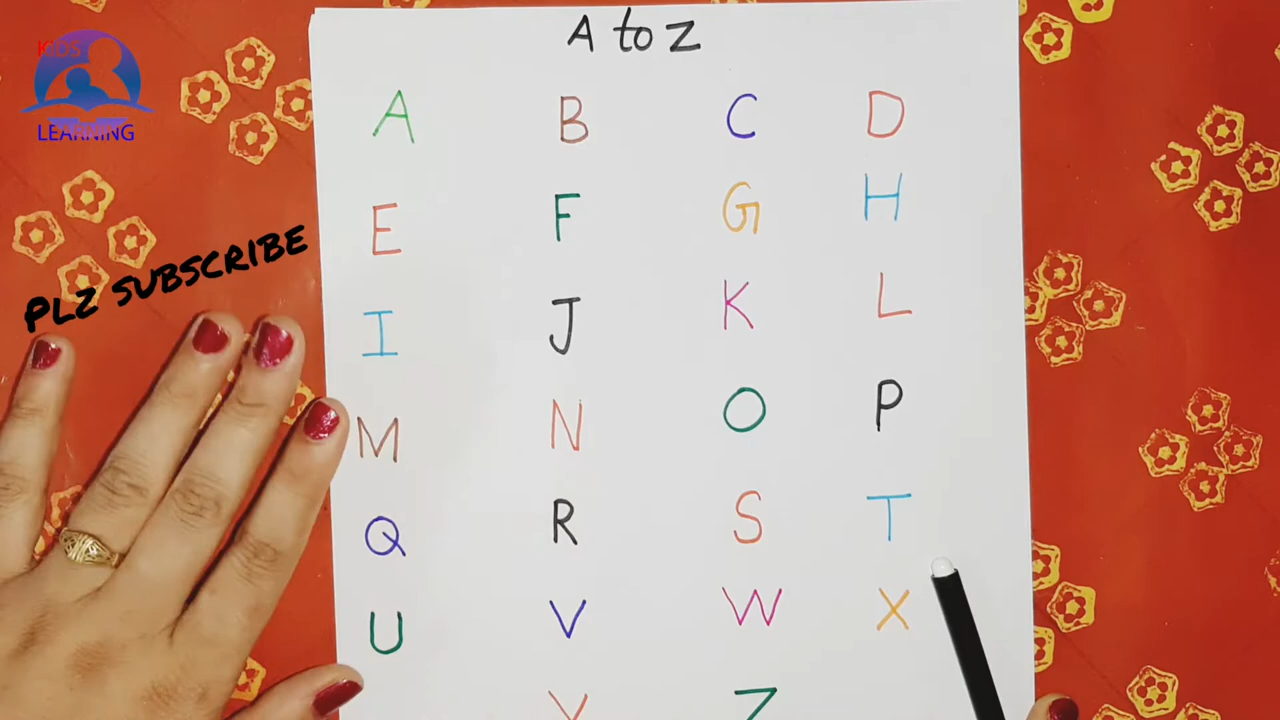 KIDS
LEARNING
PLZ SUBSCRIBE
A to Z
A B C D
E F G H
I J K L
M N O P
Q R S T
U V W X
Y Z